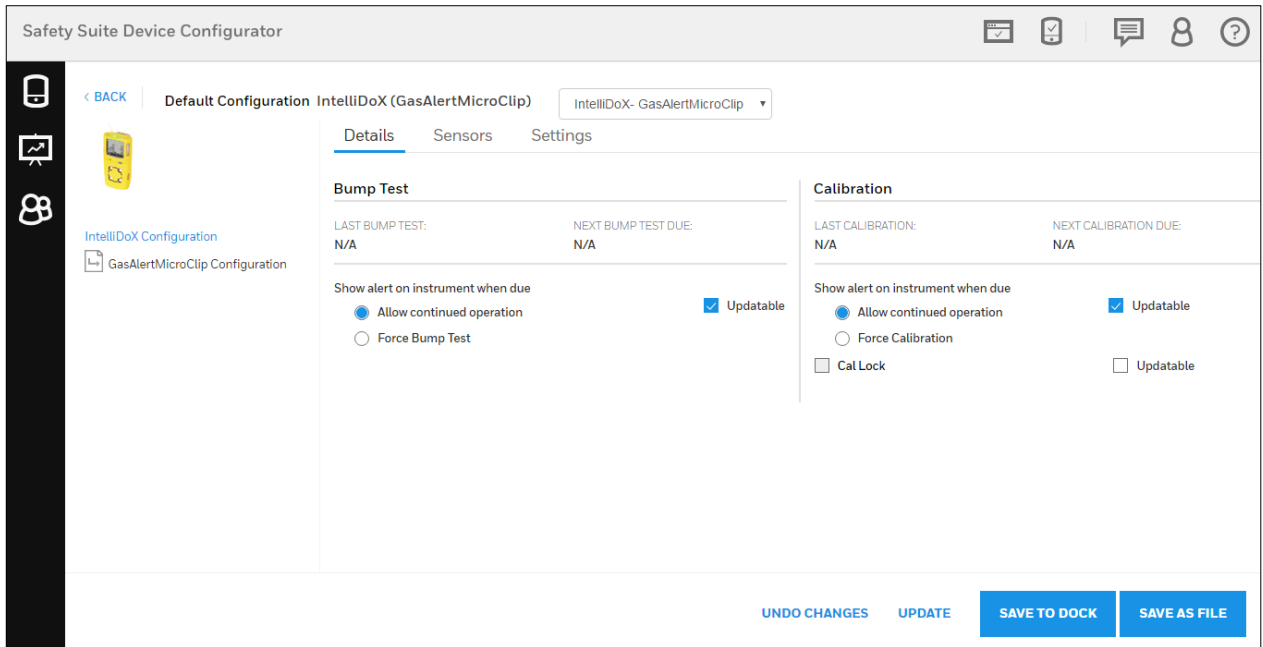 Safety Suite Device Configurator
< BACK
Default Configuration IntelliDoX (GasAlertMicroClip)
IntelliDoX- GasAlertMicroClip
Details Sensors Settings
IntelliDoX Configuration
GasAlertMicroClip Configuration
Bump Test
LAST BUMP TEST: NEXT BUMP TEST DUE:
N/A N/A
Show alert on instrument when due
Allow continued operation Updatable
Force Bump Test
Calibration
LAST CALIBRATION: NEXT CALIBRATION DUE:
N/A N/A
Show alert on instrument when due
Allow continued operation Updatable
Force Calibration
Cal Lock Updatable
UNDO CHANGES UPDATE SAVE TO DOCK SAVE AS FILE